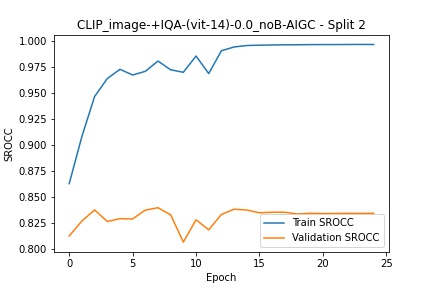 CLIP_image-+IQA-(vit-14)-0.0_noB-AIGC - Split 2
1.000
0.975
0.950
0.925
0.900
0.875
0.850
0.825
0.800
SROCC
Train SROCC
Validation SROCC
0 5 10 15 20 25
Epoch